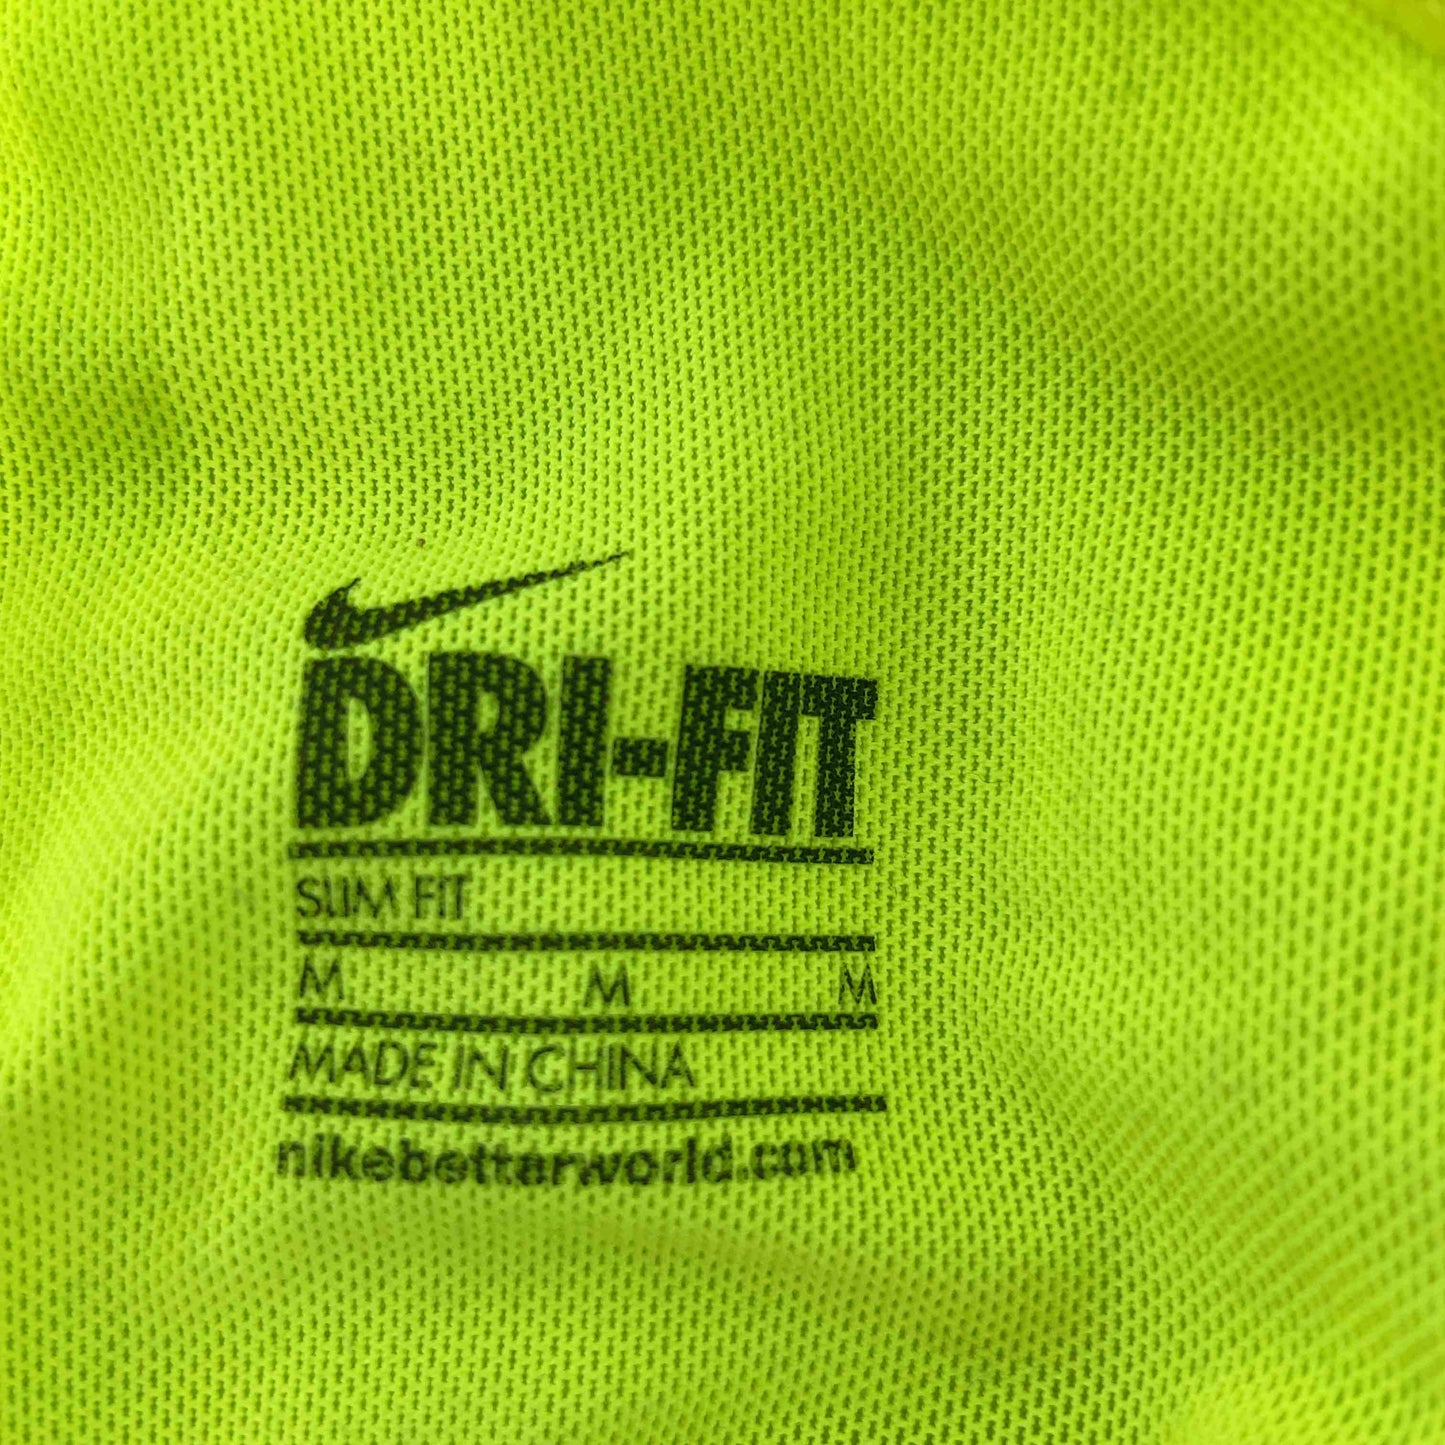 DRI-FIT
SLIM FIT
M M M
MADE IN CHINA
nikebetterworld.com